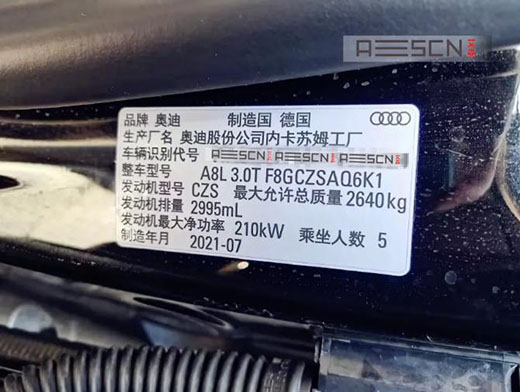 AESCN
品牌 奥迪 制造国 德国
生产厂名 奥迪股份公司内卡苏姆工厂
车辆识别代号 AESCN AESCN AESCN
整车型号 A8L 3.0T F8GCZSAQ6K1
发动机型号 CZS 最大允许总质量 2640kg
发动机排量 2995mL
发动机最大净功率 210kW 乘坐人数 5
制造年月 2021-07